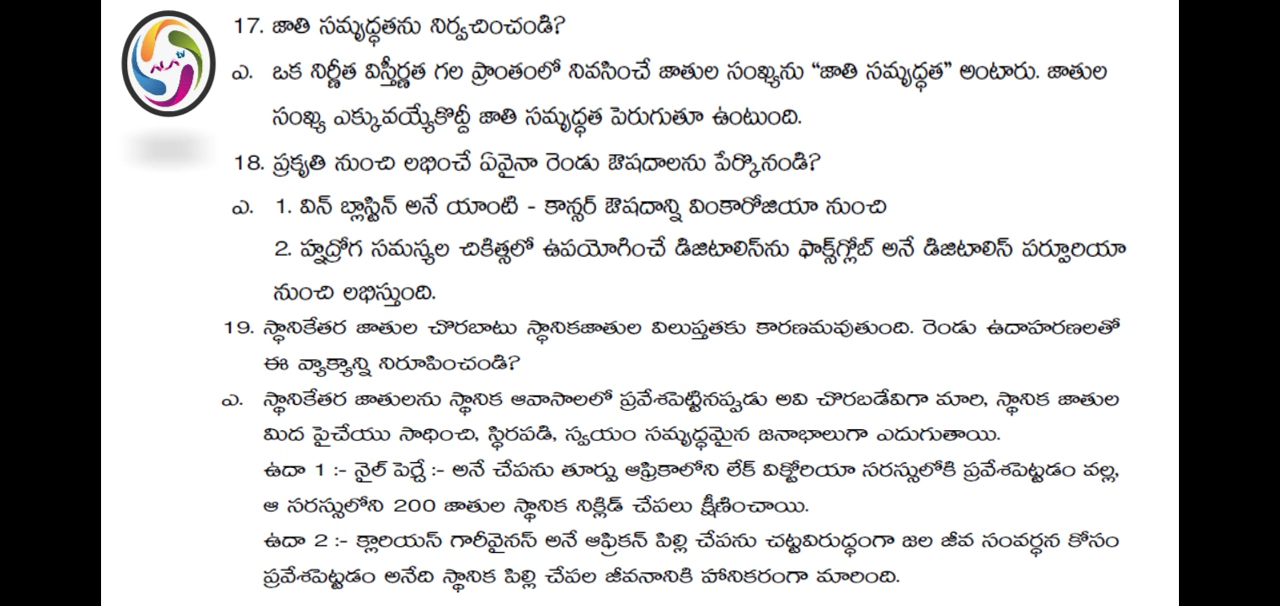 17. జాతి సమృద్ధతను నిర్వచించండి?
ఎ. ఒక నిర్ణీత విస్తీర్ణత గల ప్రాంతంలో నివసించే జాతుల సంఖ్యను “జాతి సమృద్ధత” అంటారు. జాతుల
సంఖ్య ఎక్కువయ్యేకొద్దీ జాతి సమృద్ధత పెరుగుతూ ఉంటుంది.
18. ప్రకృతి నుంచి లభించే ఏవైనా రెండు ఔషదాలను పేర్కొనండి?
ఎ. 1. విన్ బ్లాస్టిన్ అనే యాంటి - కాన్సర్ ఔషదాన్ని వింకారోజియా నుంచి
2. హృద్రోగ సమస్యల చికిత్సలో ఉపయోగించే డిజిటాలిస్‌ను ఫాక్స్‌గ్లోబ్ అనే డిజిటాలిస్ పర్పూరియా
నుంచి లభిస్తుంది.
19. స్థానికేతర జాతుల చొరబాటు స్థానికజాతుల విలుప్తతకు కారణమవుతుంది. రెండు ఉదాహరణలతో
ఈ వ్యాక్యాన్ని నిరూపించండి?
ఎ. స్థానికేతర జాతులను స్థానిక ఆవాసాలలో ప్రవేశపెట్టినప్పుడు అవి చొరబడేవిగా మారి, స్థానిక జాతుల
మిద పైచేయు సాధించి, స్థిరపడి, స్వయం సమృద్ధమైన జనాభాలుగా ఎదుగుతాయి.
ఉదా 1 :- నైల్ పెర్చే :- అనే చేపను తూర్పు ఆఫ్రికాలోని లేక్ విక్టోరియా సరస్సులోకి ప్రవేశపెట్టడం వల్ల,
ఆ సరస్సులోని 200 జాతుల స్థానిక నిక్లిడ్ చేపలు క్షీణించాయి.
ఉదా 2 :- క్లారియస్ గారీవైనస్ అనే ఆఫ్రికన్ పిల్లి చేపను చట్టవిరుద్ధంగా జల జీవ సంవర్ధన కోసం
ప్రవేశపెట్టడం అనేది స్థానిక పిల్లి చేపల జీవనానికి హానికరంగా మారింది.